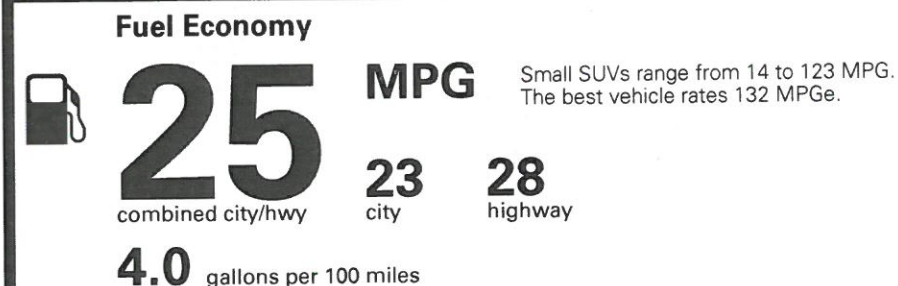 Fuel Economy
25 MPG
Small SUVs range from 14 to 123 MPG.
The best vehicle rates 132 MPGe.
combined city/hwy
23
city
28
highway
4.0 gallons per 100 miles